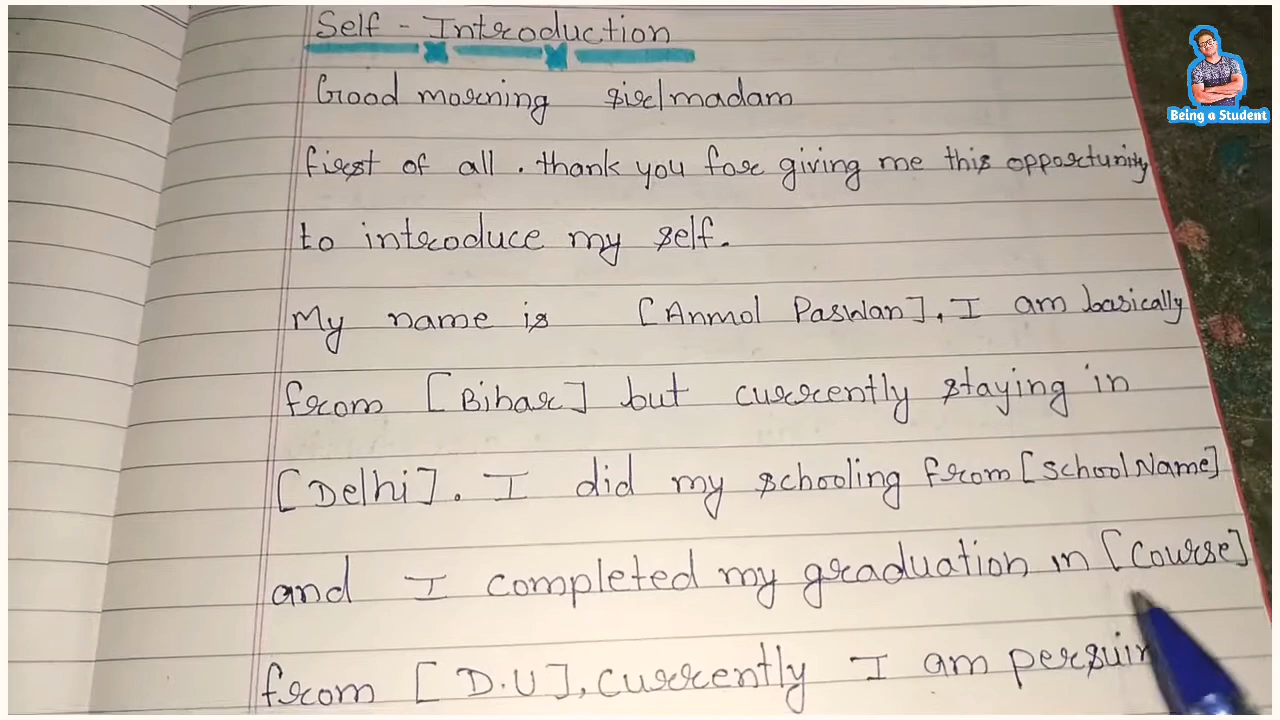 Self - Introduction
Good morning sir/madam
first of all . thank you for giving me this opportunity
to introduce my self.
My name is [Anmol Paswan]. I am basically
from [Bihar] but currently staying in
[Delhi]. I did my schooling from [School Name]
and I completed my graduation in [Course]
from [D.U], currently I am persuin
Being a Student